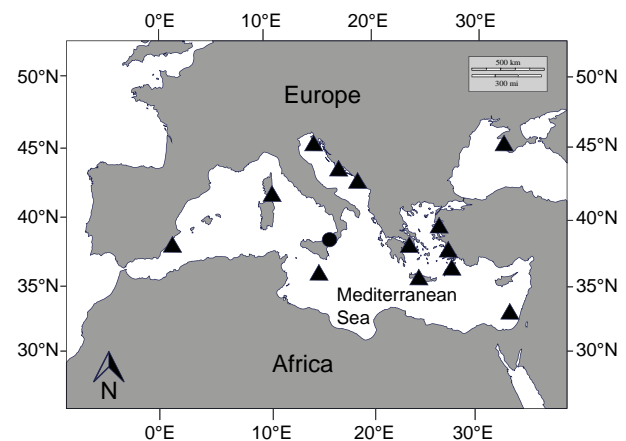 0°E 10°E 20°E 30°E
500 km
300 mi
50°N 50°N
Europe
45°N 45°N
40°N 40°N
35°N 35°N
Mediterranean
Sea
30°N 30°N
Africa
N
0°E 10°E 20°E 30°E